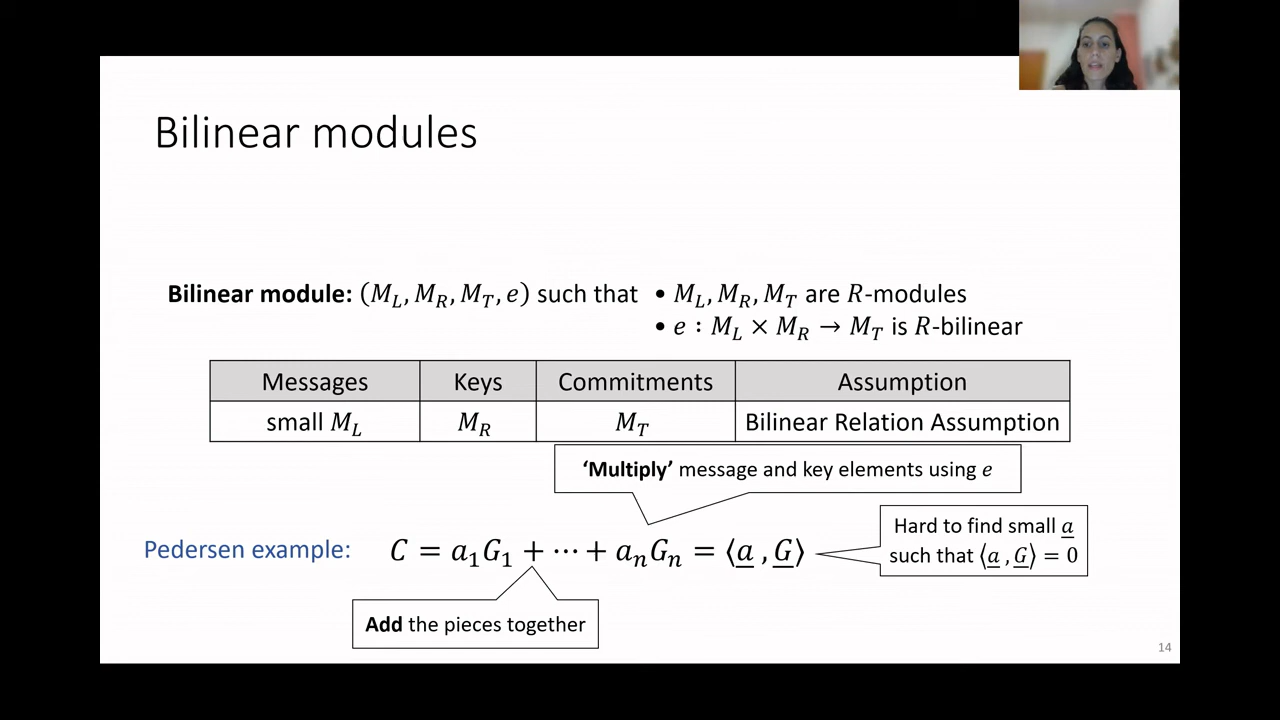 Bilinear modules
Bilinear module: (M_L, M_R, M_T, e) such that
• M_L, M_R, M_T are R-modules
• e : M_L × M_R → M_T is R-bilinear
Messages Keys Commitments Assumption
small M_L M_R M_T Bilinear Relation Assumption
‘Multiply’ message and key elements using e
Pedersen example: C = a_1G_1 + ⋯ + a_nG_n = ⟨a̲ , G̲⟩
Hard to find small a̲
such that ⟨a̲ , G̲⟩ = 0
Add the pieces together
14